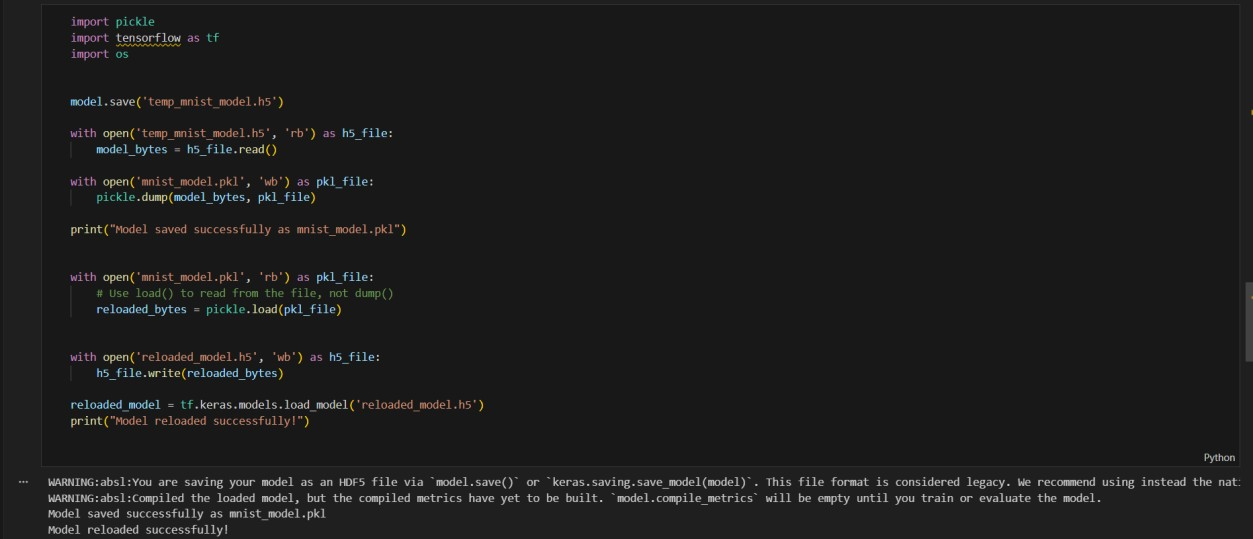 import pickle
import tensorflow as tf
import os
model.save('temp_mnist_model.h5')
with open('temp_mnist_model.h5', 'rb') as h5_file:
    model_bytes = h5_file.read()
with open('mnist_model.pkl', 'wb') as pkl_file:
    pickle.dump(model_bytes, pkl_file)
print("Model saved successfully as mnist_model.pkl")
with open('mnist_model.pkl', 'rb') as pkl_file:
    # Use load() to read from the file, not dump()
    reloaded_bytes = pickle.load(pkl_file)
with open('reloaded_model.h5', 'wb') as h5_file:
    h5_file.write(reloaded_bytes)
reloaded_model = tf.keras.models.load_model('reloaded_model.h5')
print("Model reloaded successfully!")
Python
... WARNING:absl:You are saving your model as an HDF5 file via `model.save()` or `keras.saving.save_model(model)`. This file format is considered legacy. We recommend using instead the nati
WARNING:absl:Compiled the loaded model, but the compiled metrics have yet to be built. `model.compile_metrics` will be empty until you train or evaluate the model.
Model saved successfully as mnist_model.pkl
Model reloaded successfully!